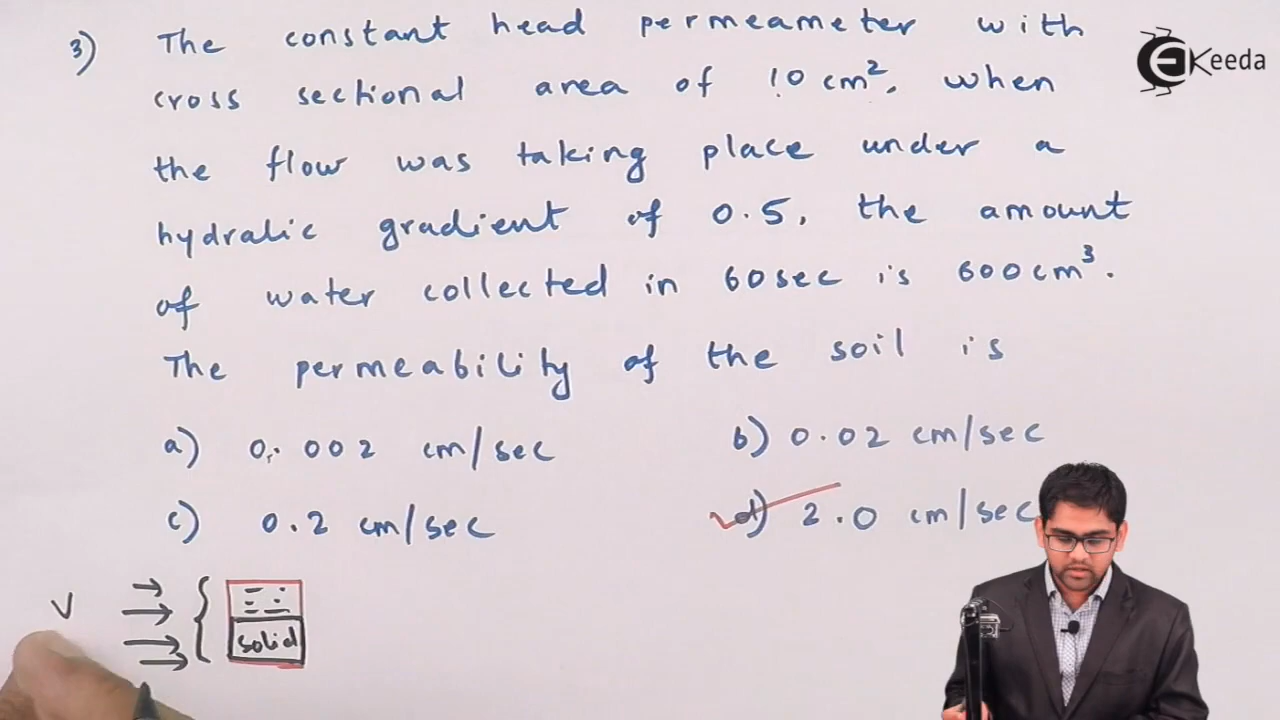 3) The constant head permeameter with
cross sectional area of 10 cm², when
the flow was taking place under a
hydralic gradient of 0.5, the amount
of water collected in 60sec is 600cm³.
The permeability of the soil is
a) 0.002 cm/sec b) 0.02 cm/sec
c) 0.2 cm/sec d) 2.0 cm/sec
V solid
EKeeda